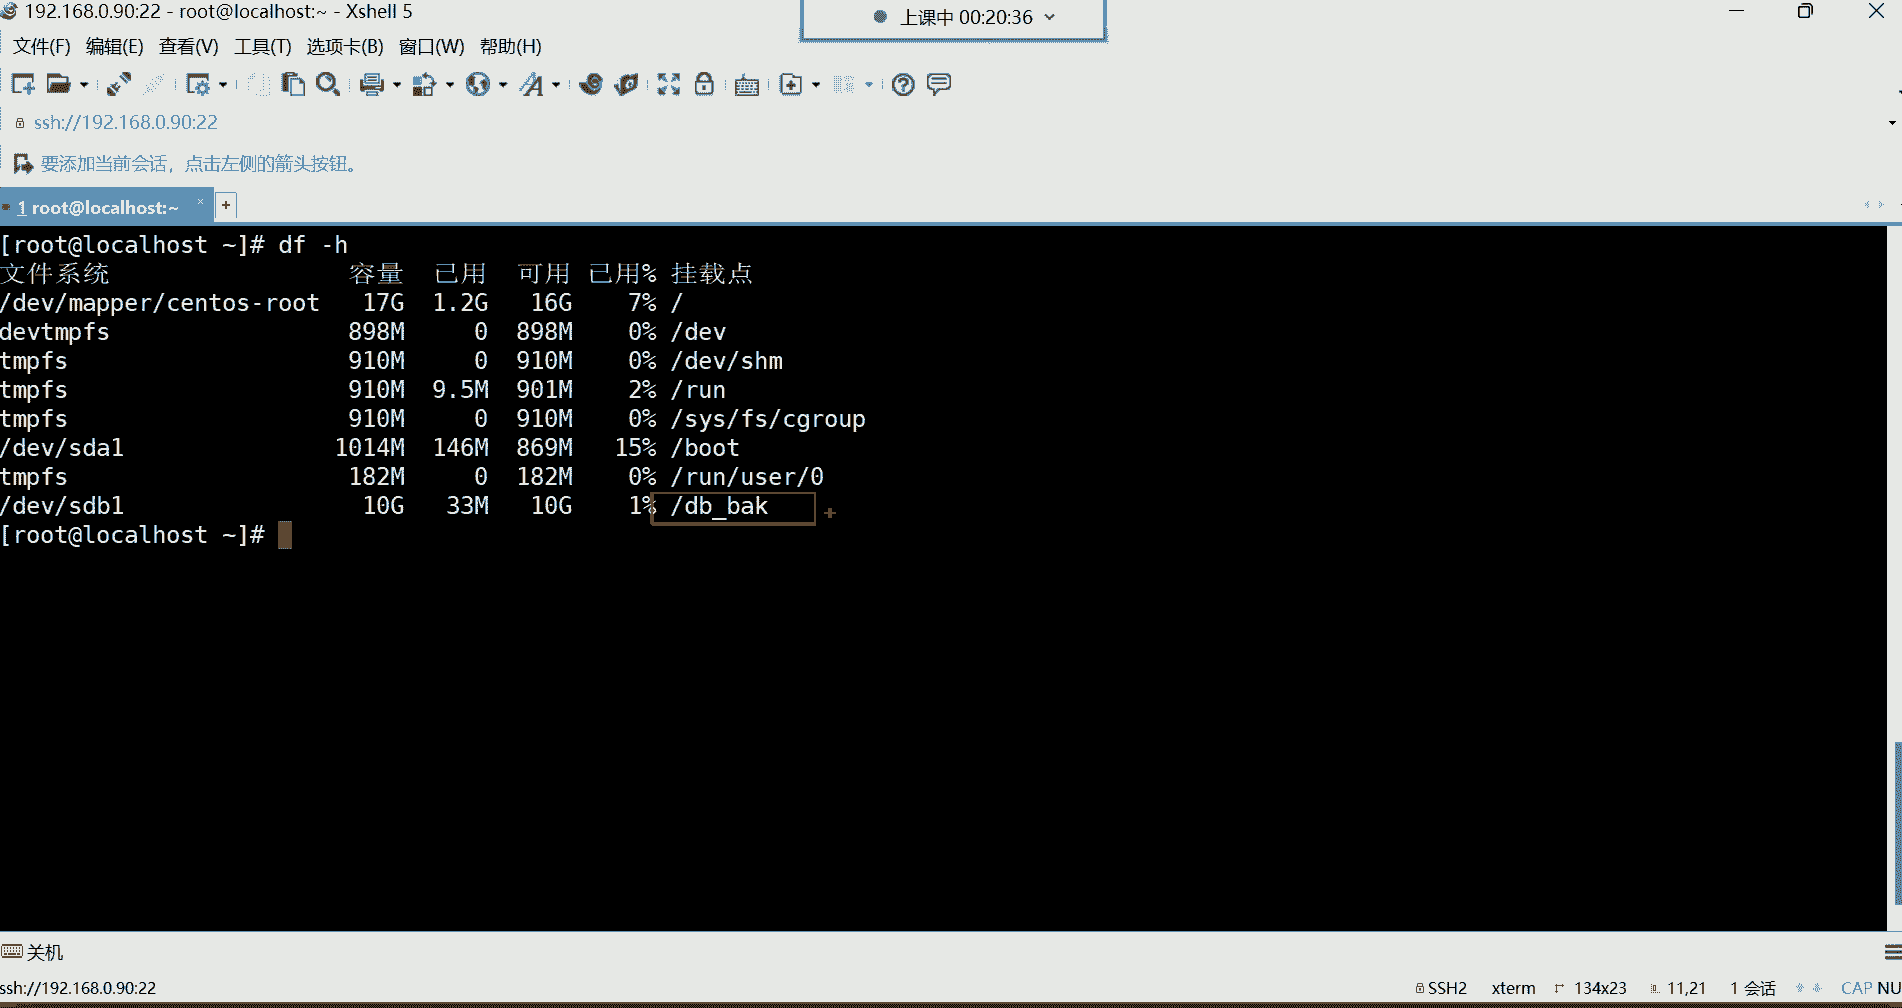 192.168.0.90:22 - root@localhost:~ - Xshell 5
上课中 00:20:36
文件(F) 编辑(E) 查看(V) 工具(T) 选项卡(B) 窗口(W) 帮助(H)
ssh://192.168.0.90:22
要添加当前会话，点击左侧的箭头按钮。
1 root@localhost:~ × +
[root@localhost ~]# df -h
文件系统 容量 已用 可用 已用% 挂载点
/dev/mapper/centos-root 17G 1.2G 16G 7% /
devtmpfs 898M 0 898M 0% /dev
tmpfs 910M 0 910M 0% /dev/shm
tmpfs 910M 9.5M 901M 2% /run
tmpfs 910M 0 910M 0% /sys/fs/cgroup
/dev/sda1 1014M 146M 869M 15% /boot
tmpfs 182M 0 182M 0% /run/user/0
/dev/sdb1 10G 33M 10G 1% /db_bak
[root@localhost ~]#
关机
ssh://192.168.0.90:22 SSH2 xterm 134x23 11,21 1 会话 CAP NU